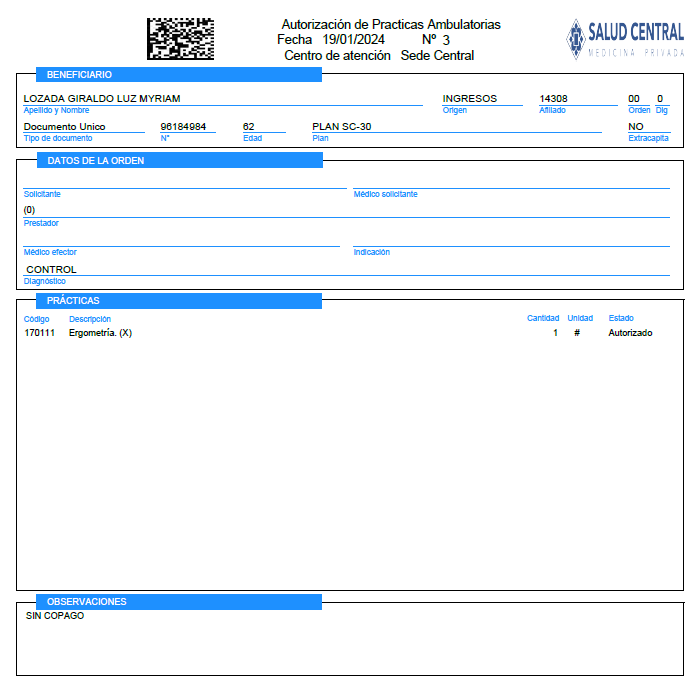 Autorización de Practicas Ambulatorias
Fecha 19/01/2024 Nº 3
Centro de atención Sede Central
SALUD CENTRAL
MEDICINA PRIVADA
BENEFICIARIO
LOZADA GIRALDO LUZ MYRIAM INGRESOS 14308 00 0
Apellido y Nombre Origen Afiliado Orden Dig
Documento Unico 96184984 62 PLAN SC-30 NO
Tipo de documento N° Edad Plan Extracapita
DATOS DE LA ORDEN
Solicitante Médico solicitante
(0)
Prestador
Médico efector Indicación
CONTROL
Diagnóstico
PRÁCTICAS
Código Descripción Cantidad Unidad Estado
170111 Ergometría. (X) 1 # Autorizado
OBSERVACIONES
SIN COPAGO